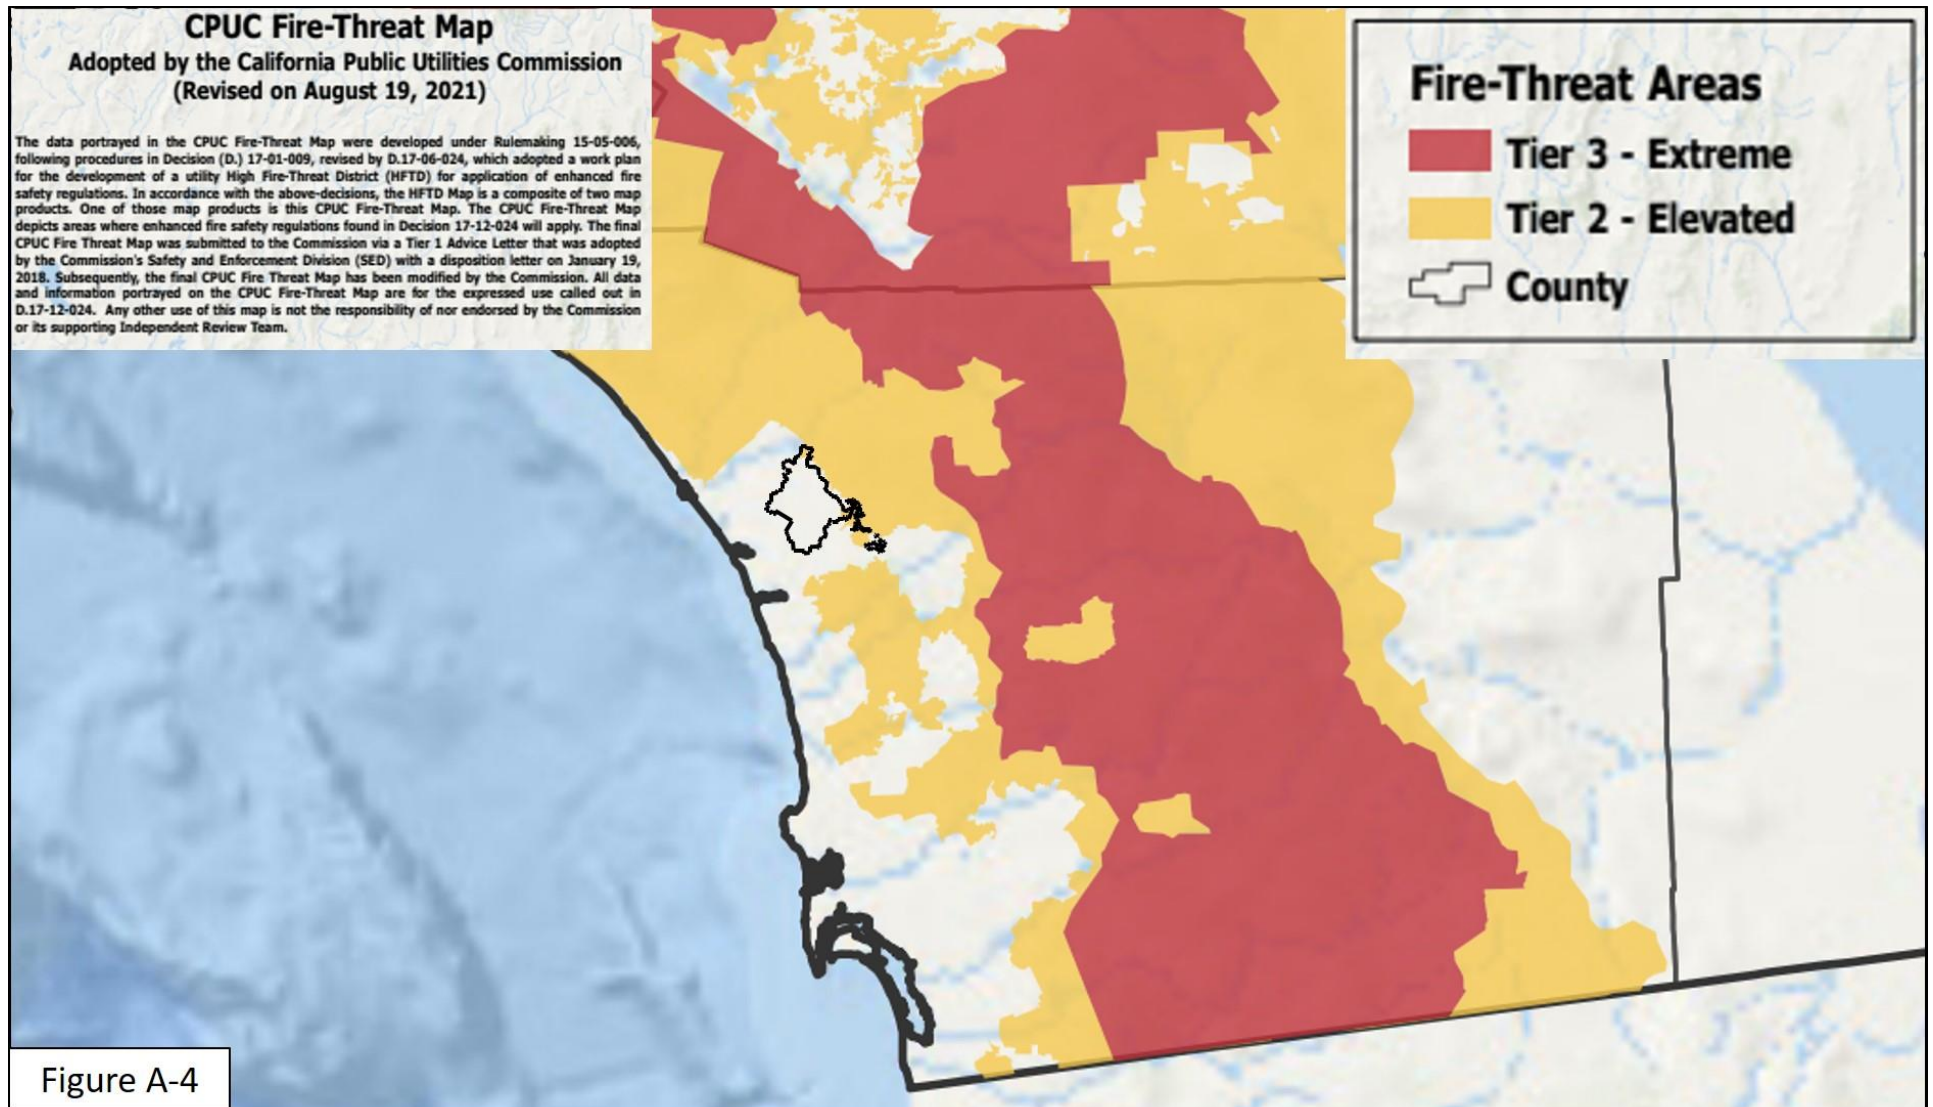 CPUC Fire-Threat Map
Adopted by the California Public Utilities Commission
(Revised on August 19, 2021)
The data portrayed in the CPUC Fire-Threat Map were developed under Rulemaking 15-05-006,
following procedures in Decision (D.) 17-01-009, revised by D.17-06-024, which adopted a work plan
for the development of a utility High Fire-Threat District (HFTD) for application of enhanced fire
safety regulations. In accordance with the above-decisions, the HFTD Map is a composite of two map
products. One of those map products is this CPUC Fire-Threat Map. The CPUC Fire-Threat Map
depicts areas where enhanced fire safety regulations found in Decision 17-12-024 will apply. The final
CPUC Fire Threat Map was submitted to the Commission via a Tier 1 Advice Letter that was adopted
by the Commission's Safety and Enforcement Division (SED) with a disposition letter on January 19,
2018. Subsequently, the final CPUC Fire Threat Map has been modified by the Commission. All data
and information portrayed on the CPUC Fire-Threat Map are for the expressed use called out in
D.17-12-024. Any other use of this map is not the responsibility of nor endorsed by the Commission
or its supporting Independent Review Team.
Fire-Threat Areas
Tier 3 - Extreme
Tier 2 - Elevated
County
Figure A-4